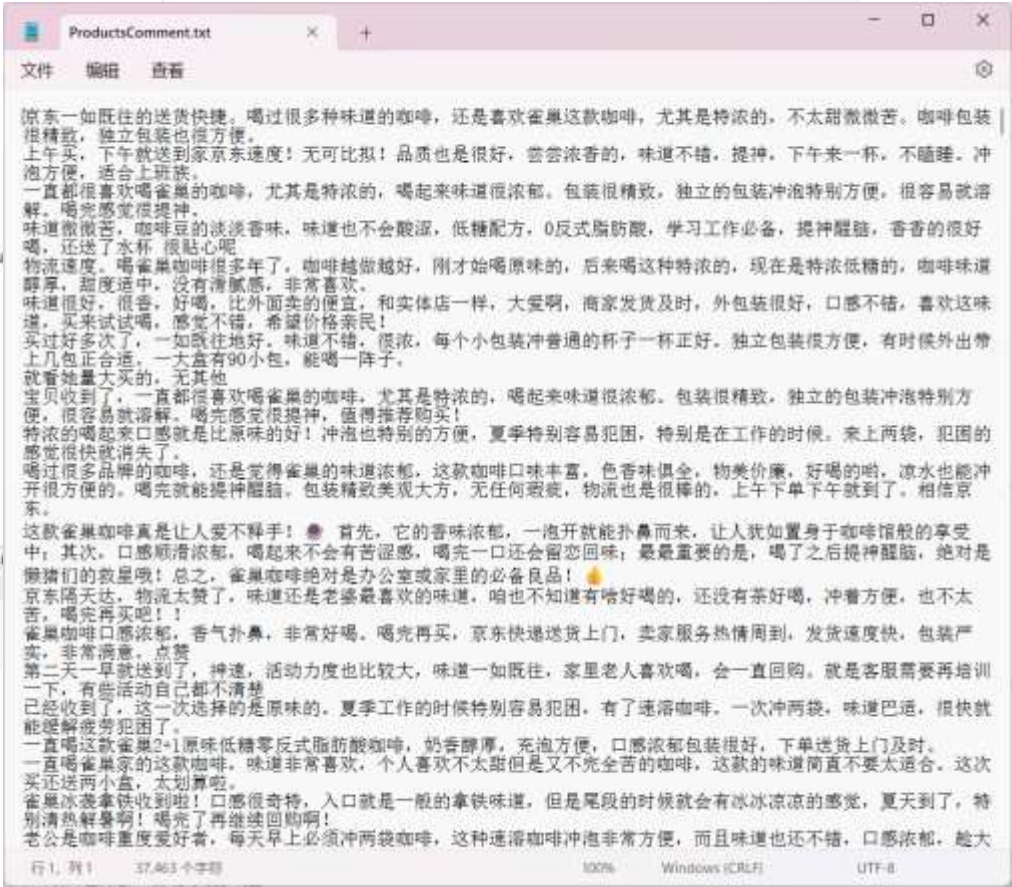 ProductsComment.txt
文件 编辑 查看
京东一如既往的送货快捷。喝过很多种味道的咖啡，还是喜欢雀巢这款咖啡，尤其是特浓的，不太甜微微苦。咖啡包装
很精致，独立包装也很方便。
上午买，下午就送到家京东速度！无可比拟！品质也是很好，尝尝浓香的，味道不错，提神，下午来一杯，不瞌睡。冲
泡方便，适合上班族。
一直都很喜欢喝雀巢的咖啡，尤其是特浓的，喝起来味道很浓郁。包装很精致，独立的包装冲泡特别方便，很容易就溶
解。喝完感觉很提神。
味道微微苦，咖啡豆的淡淡香味，味道也不会酸涩，低糖配方，0反式脂肪酸，学习工作必备，提神醒脑，香香的很好
喝，还送了水杯 很贴心呢
物流速度。喝雀巢咖啡很多年了，咖啡越做越好，刚才始喝原味的，后来喝这种特浓的，现在是特浓低糖的，咖啡味道
醇厚，甜度适中，没有滑腻感，非常喜欢。
味道很好，很香，好喝，比外面卖的便宜，和实体店一样，大爱啊，商家发货及时，外包装很好，口感不错，喜欢这味
道，买来试试喝，感觉不错，希望价格亲民！
买过好多次了，一如既往地好。味道不错，很浓，每个小包装冲普通的杯子一杯正好。独立包装很方便，有时候外出带
上几包正合适。一大盒有90小包，能喝一阵子。
就看她量大买的，无其他
宝贝收到了，一直都很喜欢喝雀巢的咖啡，尤其是特浓的，喝起来味道很浓郁。包装很精致，独立的包装冲泡特别方
便，很容易就溶解。喝完感觉很提神，值得推荐购买！
特浓的喝起来口感就是比原味的好！冲泡也特别的方便，夏季特别容易犯困，特别是在工作的时候。来上两袋，犯困的
感觉很快就消失了。
喝过很多品牌的咖啡，还是觉得雀巢的味道浓郁，这款咖啡口味丰富，色香味俱全，物美价廉，好喝的哟，凉水也能冲
开很方便的。喝完就能提神醒脑。包装精致美观大方，无任何瑕疵，物流也是很棒的，上午下单下午就到了。相信京
东。
这款雀巢咖啡真是让人爱不释手！ 首先，它的香味浓郁，一泡开就能扑鼻而来，让人犹如置身于咖啡馆般的享受
中；其次，口感顺滑浓郁，喝起来不会有苦涩感，喝完一口还会留恋回味；最最重要的是，喝了之后提神醒脑，绝对是
懒猪们的救星哦！总之，雀巢咖啡绝对是办公室或家里的必备良品！👍
京东隔天达，物流太赞了，味道还是老婆最喜欢的味道，咱也不知道有啥好喝的，还没有茶好喝，冲着方便，也不太
苦，喝完再买吧！！
雀巢咖啡口感浓郁，香气扑鼻，非常好喝。喝完再买，京东快递送货上门，卖家服务热情周到，发货速度快，包装严
实，非常满意。点赞
第二天一早就送到了，神速，活动力度也比较大，味道一如既往，家里老人喜欢喝，会一直回购。就是客服需要再培训
一下，有些活动自己都不清楚
已经收到了，这一次选择的是原味的。夏季工作的时候特别容易犯困，有了速溶咖啡。一次冲两袋，味道巴适，很快就
能缓解疲劳犯困了。
一直喝这款雀巢2+1原味低糖零反式脂肪酸咖啡，奶香醇厚，充泡方便，口感浓郁包装很好，下单送货上门及时。
一直喝雀巢家的这款咖啡，味道非常喜欢，个人喜欢不太甜但是又不完全苦的咖啡，这款的味道简直不要太适合。这次
买还送两小盒，太划算啦。
雀巢冰袭拿铁收到啦！口感很奇特，入口就是一般的拿铁味道，但是尾段的时候就会有冰冰凉凉的感觉，夏天到了，特
别清热解暑啊！喝完了再继续回购啊！
老公是咖啡重度爱好者，每天早上必须冲两袋咖啡，这种速溶咖啡冲泡非常方便，而且味道也还不错，口感浓郁，趁大
行 1，列 1 37,463 个字符 100% Windows (CRLF) UTF-8